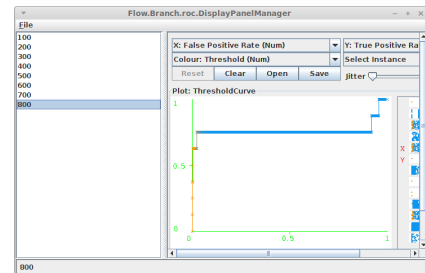 Flow.Branch.roc.DisplayPanelManager
File
100
200
300
400
500
600
700
800
X: False Positive Rate (Num)
Y: True Positive Ra
Colour: Threshold (Num)
Select Instance
Reset Clear Open Save Jitter
Plot: ThresholdCurve
1
0.5
0
0 0.5 1
X
Y
800